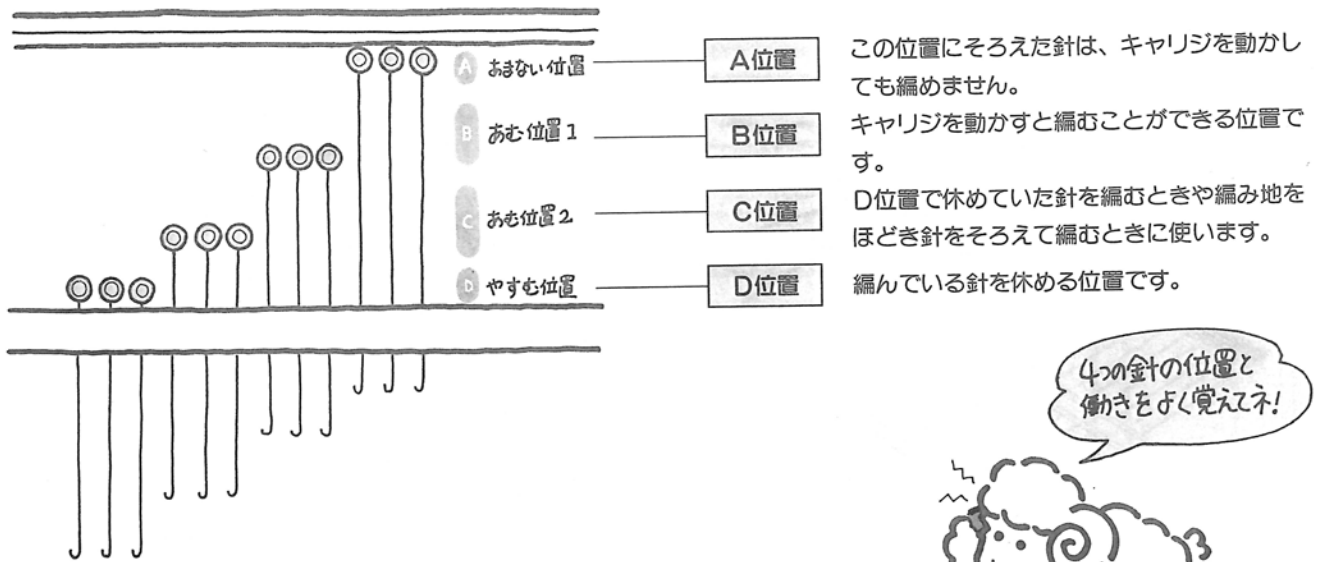 A あまない位置
A位置
この位置にそろえた針は、キャリジを動かし
ても編めません。
B あむ位置1
B位置
キャリジを動かすと編むことができる位置で
す。
C あむ位置2
C位置
D位置で休めていた針を編むときや編み地を
ほどき針をそろえて編むときに使います。
D やすむ位置
D位置
編んでいる針を休める位置です。
4つの針の位置と
働きをよく覚えてネ!